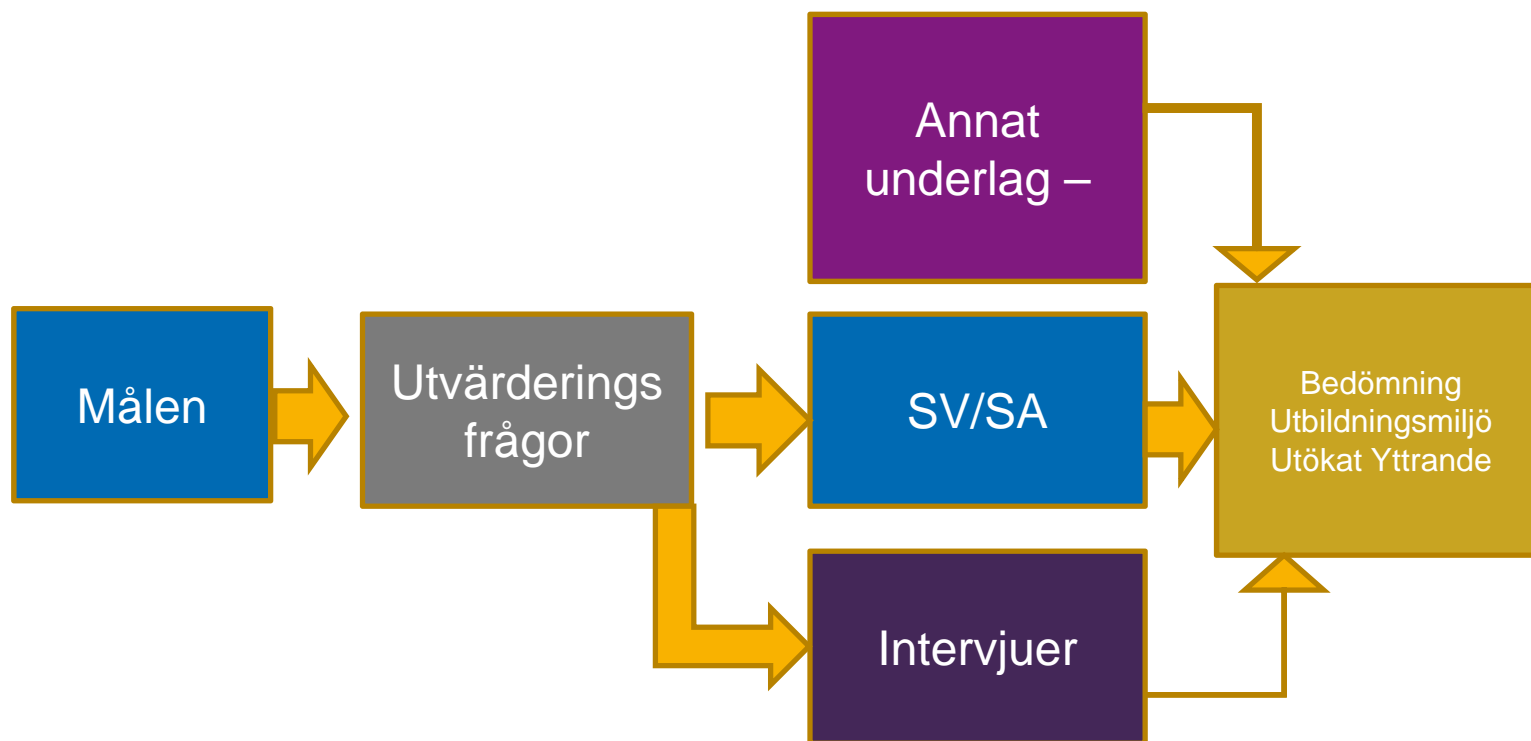 Annat
underlag –
Målen
Utvärderings
frågor
SV/SA
Bedömning
Utbildningsmiljö
Utökat Yttrande
Intervjuer